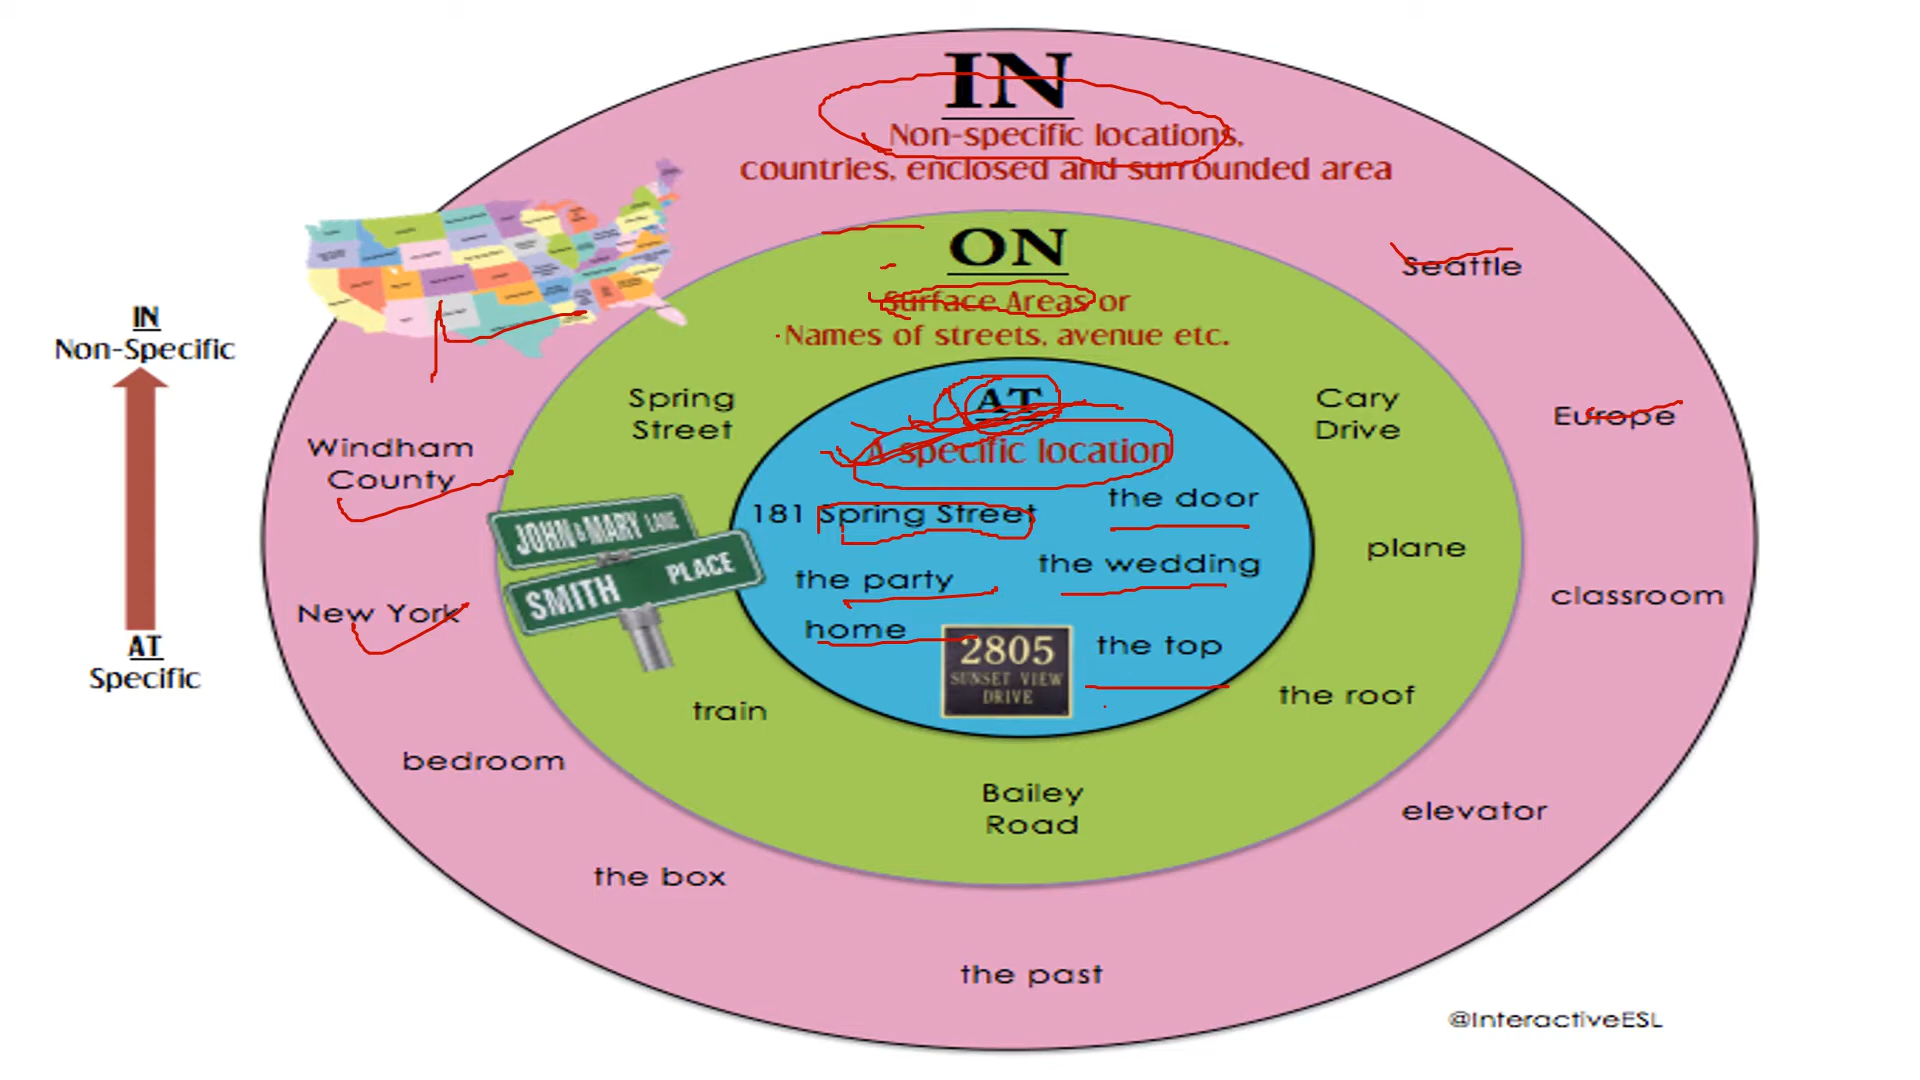 IN
Non-specific locations,
countries, enclosed and surrounded area
ON
Surface Areas or
Names of streets, avenue etc.
AT
A specific location
Seattle
IN
Non-Specific
AT
Specific
Spring
Street
Cary
Drive
Europe
Windham
County
181 Spring Street
the door
JOHN & MARY LANE
SMITH PLACE
plane
the wedding
the party
classroom
New York
home
2805
SUNSET VIEW
DRIVE
the top
the roof
train
bedroom
Bailey
Road
elevator
the box
the past
@InteractiveESL